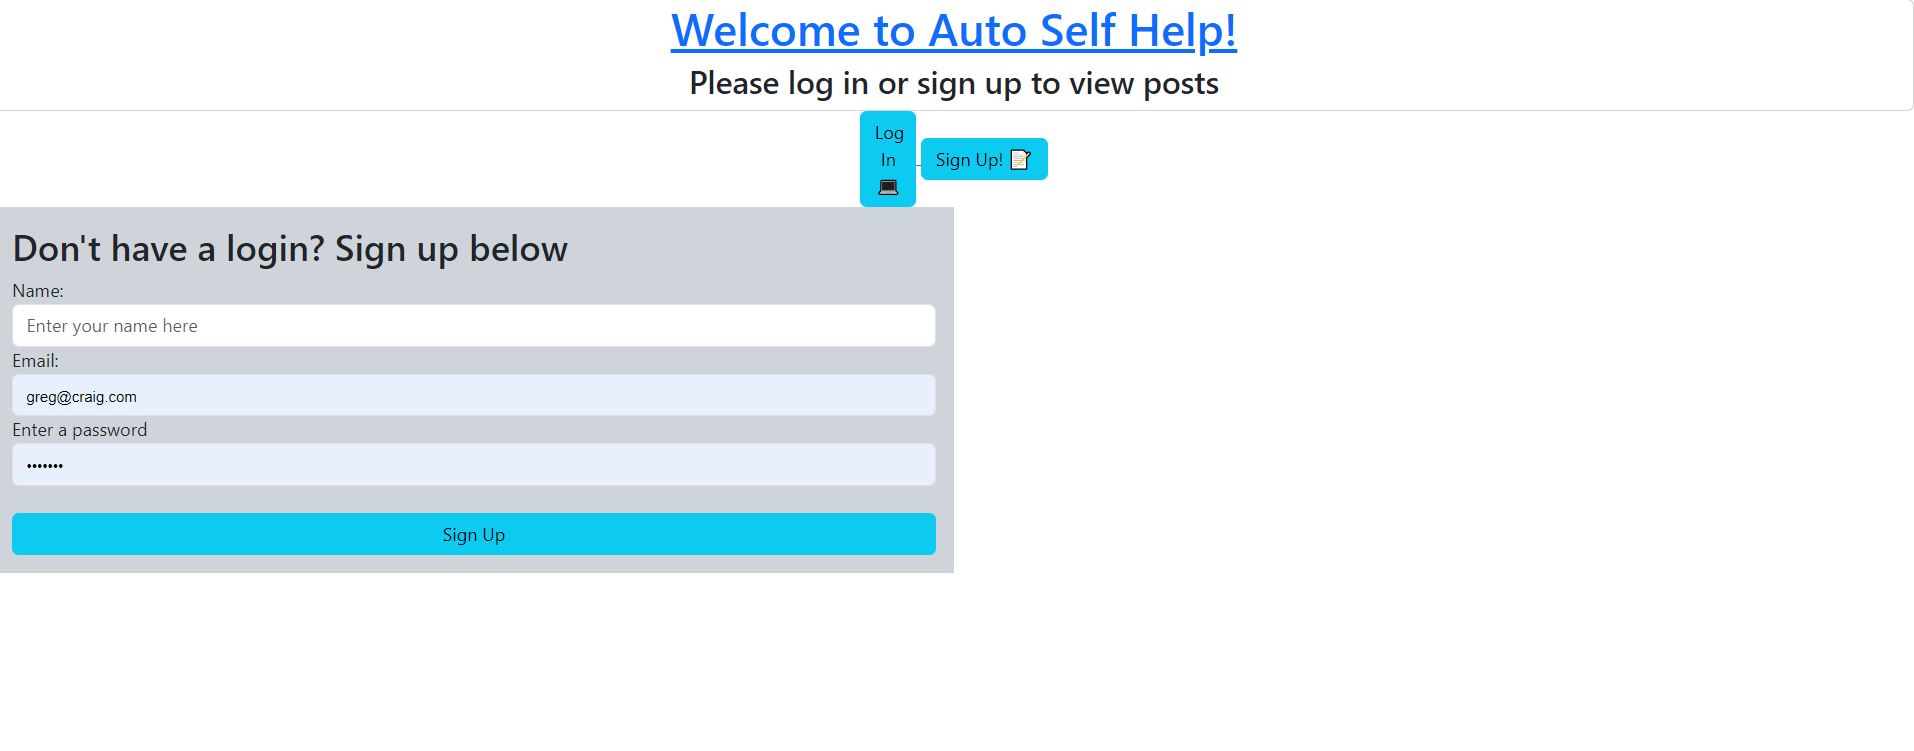 Welcome to Auto Self Help!
Please log in or sign up to view posts
Log
In
Sign Up! 📝
Don't have a login? Sign up below
Name:
Enter your name here
Email:
greg@craig.com
Enter a password
•••••••
Sign Up